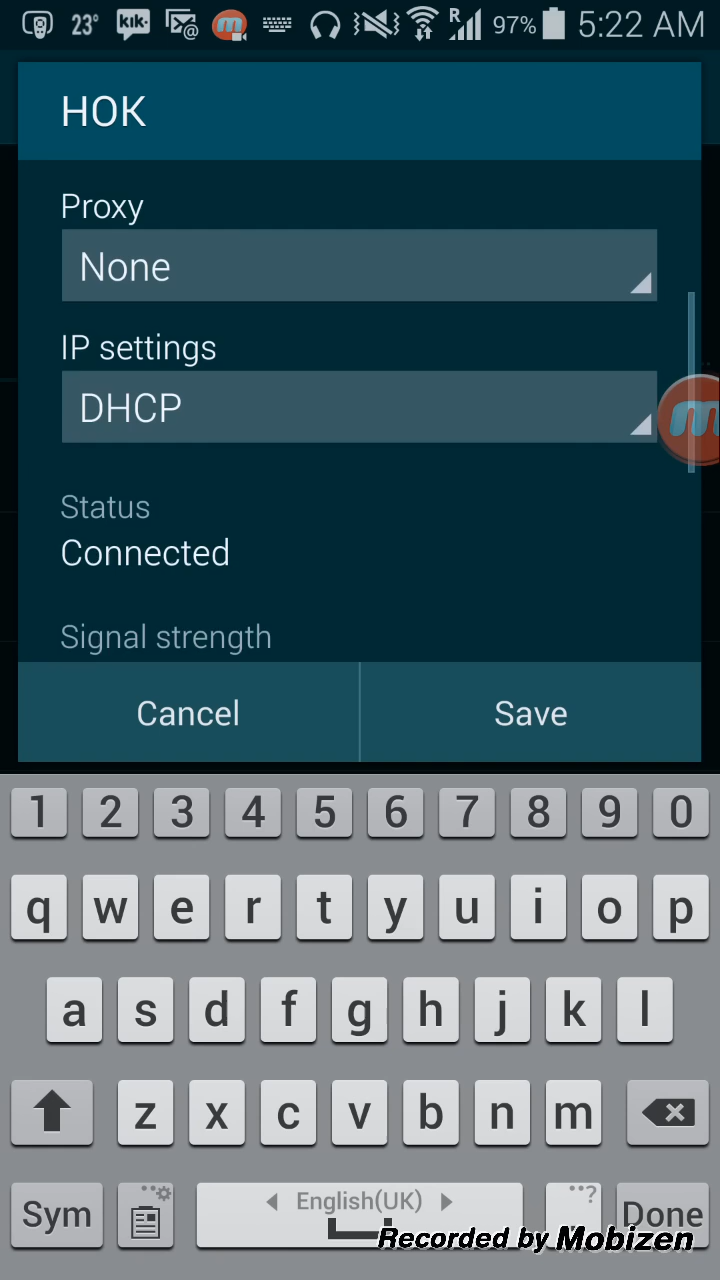 23° kik· R 97% 5:22 AM
HOK
Proxy
None
IP settings
DHCP
Status
Connected
Signal strength
Cancel Save
1 2 3 4 5 6 7 8 9 0
q w e r t y u i o p
a s d f g h j k l
z x c v b n m
Sym English(UK) ? Done
Recorded by Mobizen